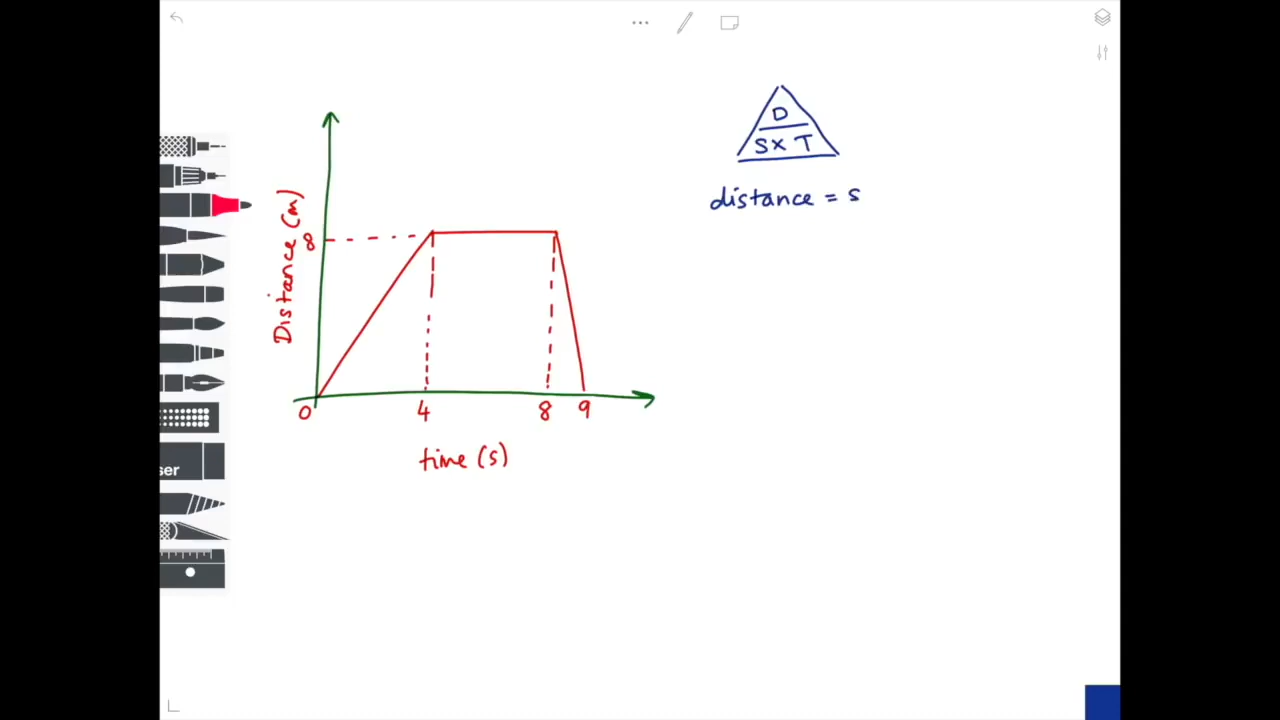 D
S × T
distance = s
Distance (m)
8
0 4 8 9
time (s)
ser